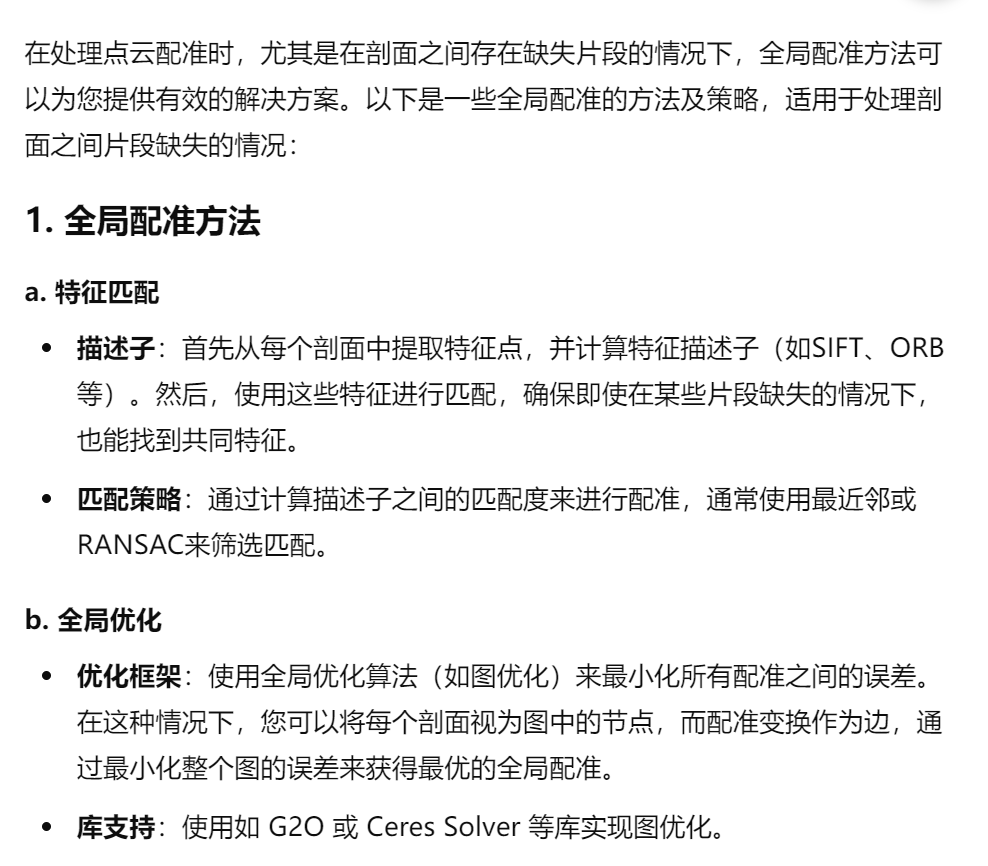 在处理点云配准时，尤其是在剖面之间存在缺失片段的情况下，全局配准方法可
以为您提供有效的解决方案。以下是一些全局配准的方法及策略，适用于处理剖
面之间片段缺失的情况：
1. 全局配准方法
a. 特征匹配
• 描述子：首先从每个剖面中提取特征点，并计算特征描述子（如SIFT、ORB
等）。然后，使用这些特征进行匹配，确保即使在某些片段缺失的情况下，
也能找到共同特征。
• 匹配策略：通过计算描述子之间的匹配度来进行配准，通常使用最近邻或
RANSAC来筛选匹配。
b. 全局优化
• 优化框架：使用全局优化算法（如图优化）来最小化所有配准之间的误差。
在这种情况下，您可以将每个剖面视为图中的节点，而配准变换作为边，通
过最小化整个图的误差来获得最优的全局配准。
• 库支持：使用如 G2O 或 Ceres Solver 等库实现图优化。